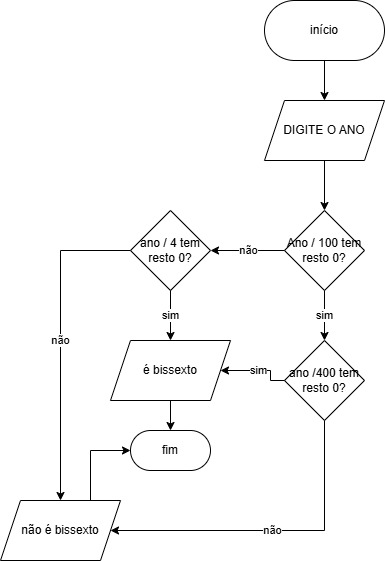 início
DIGITE O ANO
Ano / 100 tem
resto 0?
não
ano / 4 tem
resto 0?
sim
sim
não
é bissexto
sim
ano /400 tem
resto 0?
fim
não é bissexto
não